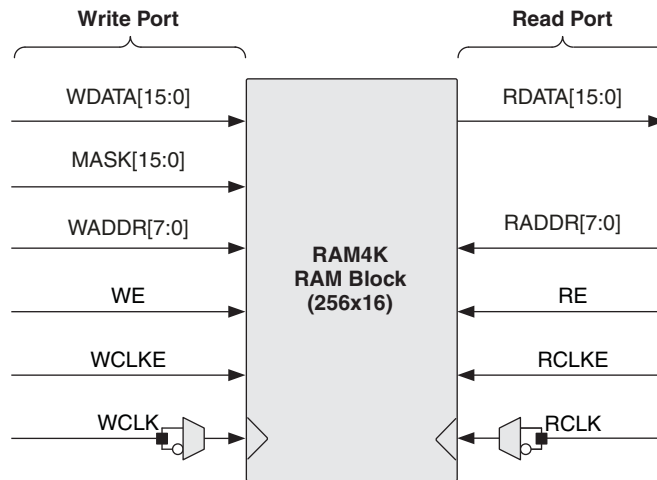 Write Port
Read Port
WDATA[15:0]
RDATA[15:0]
MASK[15:0]
WADDR[7:0]
RADDR[7:0]
RAM4K
RAM Block
(256x16)
WE
RE
WCLKE
RCLKE
WCLK
RCLK